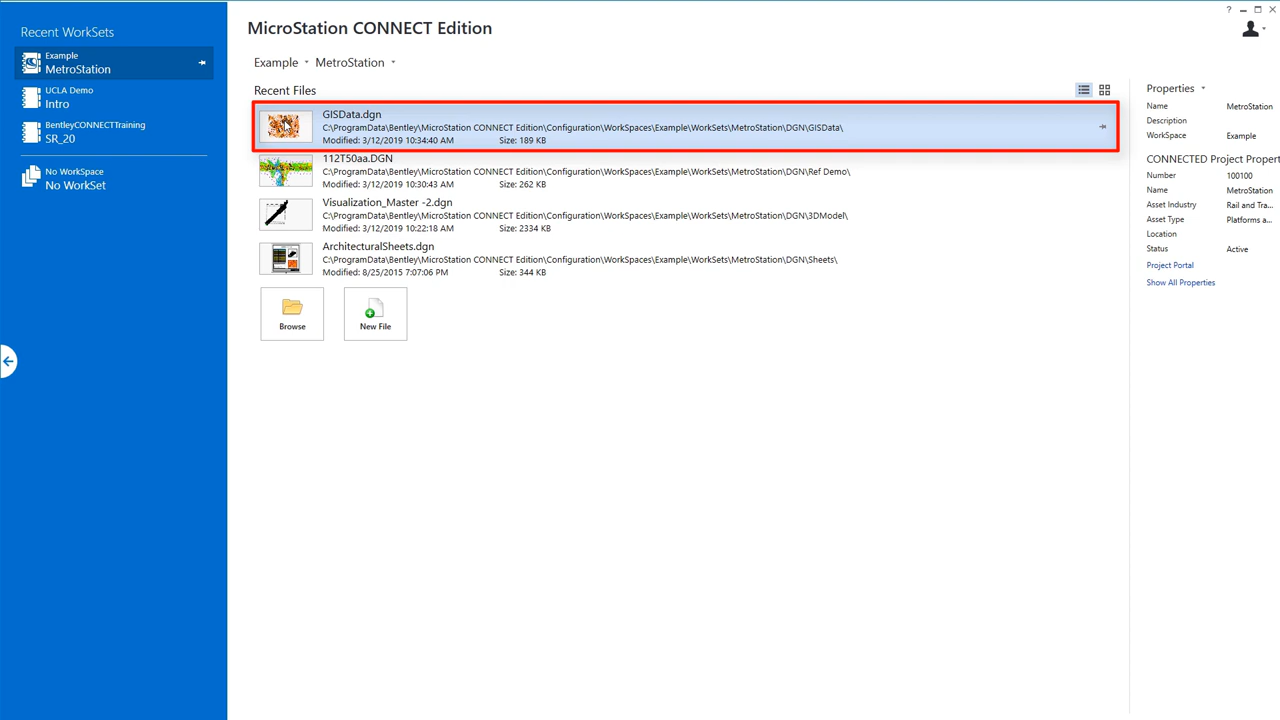 Recent WorkSets
Example
MetroStation
UCLA Demo
Intro
BentleyCONNECTTraining
SR_20
No WorkSpace
No WorkSet
?
MicroStation CONNECT Edition
Example MetroStation
Recent Files
GISData.dgn
C:\ProgramData\Bentley\MicroStation CONNECT Edition\Configuration\WorkSpaces\Example\WorkSets\MetroStation\DGN\GISData\
Modified: 3/12/2019 10:34:40 AM Size: 189 KB
112T50aa.DGN
C:\ProgramData\Bentley\MicroStation CONNECT Edition\Configuration\WorkSpaces\Example\WorkSets\MetroStation\DGN\Ref Demo\
Modified: 3/12/2019 10:30:43 AM Size: 262 KB
Visualization_Master -2.dgn
C:\ProgramData\Bentley\MicroStation CONNECT Edition\Configuration\WorkSpaces\Example\WorkSets\MetroStation\DGN\3DModel\
Modified: 3/12/2019 10:22:18 AM Size: 2334 KB
ArchitecturalSheets.dgn
C:\ProgramData\Bentley\MicroStation CONNECT Edition\Configuration\WorkSpaces\Example\WorkSets\MetroStation\DGN\Sheets\
Modified: 8/25/2015 7:07:06 PM Size: 344 KB
Browse
New File
Properties
Name MetroStation
Description
WorkSpace Example
CONNECTED Project Propert
Number 100100
Name MetroStation
Asset Industry Rail and Tra...
Asset Type Platforms a...
Location
Status Active
Project Portal
Show All Properties